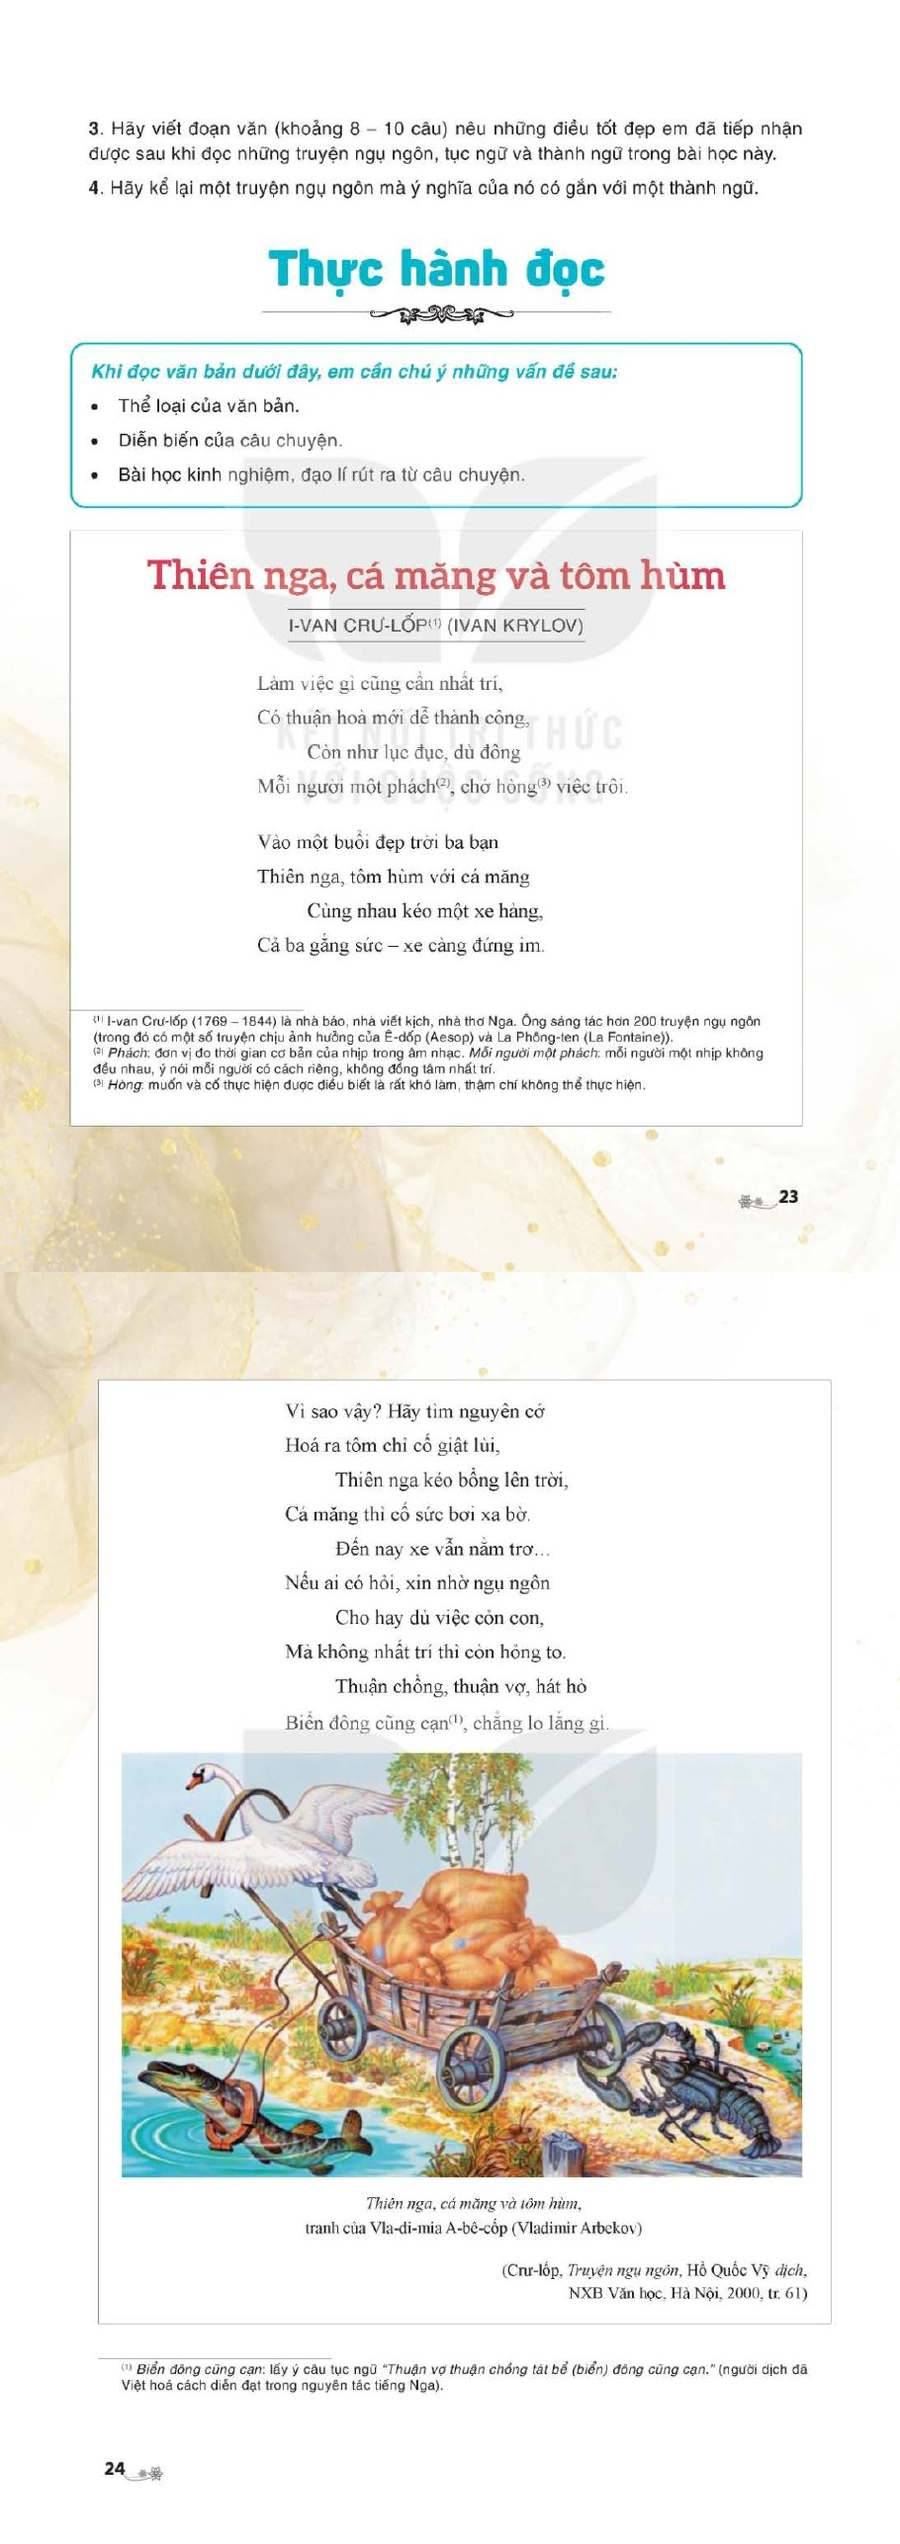 3. Hãy viết đoạn văn (khoảng 8 – 10 câu) nêu những điều tốt đẹp em đã tiếp nhận
được sau khi đọc những truyện ngụ ngôn, tục ngữ và thành ngữ trong bài học này.
4. Hãy kể lại một truyện ngụ ngôn mà ý nghĩa của nó có gắn với một thành ngữ.
Thực hành đọc
Khi đọc văn bản dưới đây, em cần chú ý những vấn đề sau:
• Thể loại của văn bản.
• Diễn biến của câu chuyện.
• Bài học kinh nghiệm, đạo lí rút ra từ câu chuyện.
Thiên nga, cá măng và tôm hùm
I-VAN CRƯ-LỐP(1) (IVAN KRYLOV)
Làm việc gì cũng cần nhất trí,
Có thuận hoà mới dễ thành công,
Còn như lục đục, dù đông
Mỗi người một phách(2), chớ hòng(3) việc trôi.
KẾT NỐI TRI THỨC
VỚI CUỘC SỐNG
Vào một buổi đẹp trời ba bạn
Thiên nga, tôm hùm với cá măng
Cùng nhau kéo một xe hàng,
Cả ba gắng sức – xe càng đứng im.
(1) I-van Crư-lốp (1769 – 1844) là nhà báo, nhà viết kịch, nhà thơ Nga. Ông sáng tác hơn 200 truyện ngụ ngôn
(trong đó có một số truyện chịu ảnh hưởng của Ê-dốp (Aesop) và La Phông-ten (La Fontaine)).
(2) Phách: đơn vị đo thời gian cơ bản của nhịp trong âm nhạc. Mỗi người một phách: mỗi người một nhịp không
đều nhau, ý nói mỗi người có cách riêng, không đồng tâm nhất trí.
(3) Hòng: muốn và cố thực hiện được điều biết là rất khó làm, thậm chí không thể thực hiện.
23
Vì sao vậy? Hãy tìm nguyên cớ
Hoá ra tôm chỉ cố giật lùi,
Thiên nga kéo bổng lên trời,
Cá măng thì cố sức bơi xa bờ.
Đến nay xe vẫn nằm trơ...
Nếu ai có hỏi, xin nhờ ngụ ngôn
Cho hay dù việc cỏn con,
Mà không nhất trí thì còn hỏng to.
Thuận chồng, thuận vợ, hát hò
Biển đông cũng cạn(1), chẳng lo lắng gì.
Thiên nga, cá măng và tôm hùm,
tranh của Vla-di-mia A-bê-cốp (Vladimir Arbekov)
(Crư-lốp, Truyện ngụ ngôn, Hồ Quốc Vỹ dịch,
NXB Văn học, Hà Nội, 2000, tr. 61)
(1) Biển đông cũng cạn: lấy ý câu tục ngữ "Thuận vợ thuận chồng tát bể (biển) đông cũng cạn." (người dịch đã
Việt hoá cách diễn đạt trong nguyên tác tiếng Nga).
24